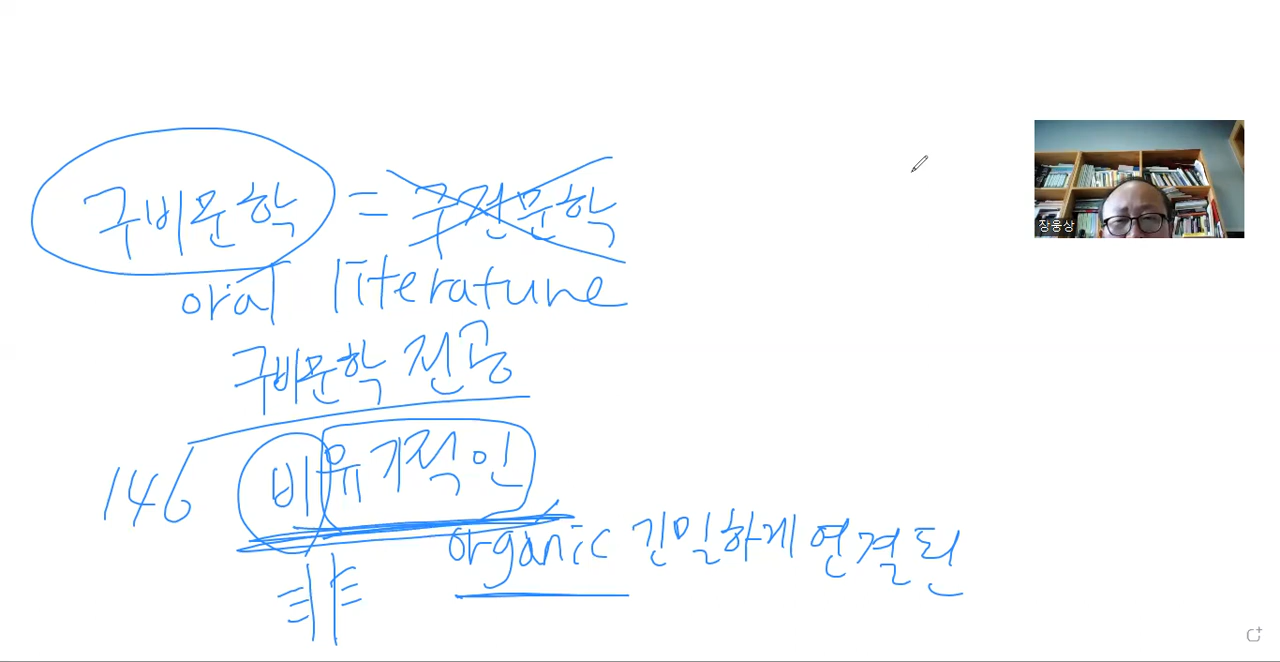 구비문학 = 구전문학
장웅상
oral literature
구비문학 전공
146 비유기적인
organic 긴밀하게 연결된
非